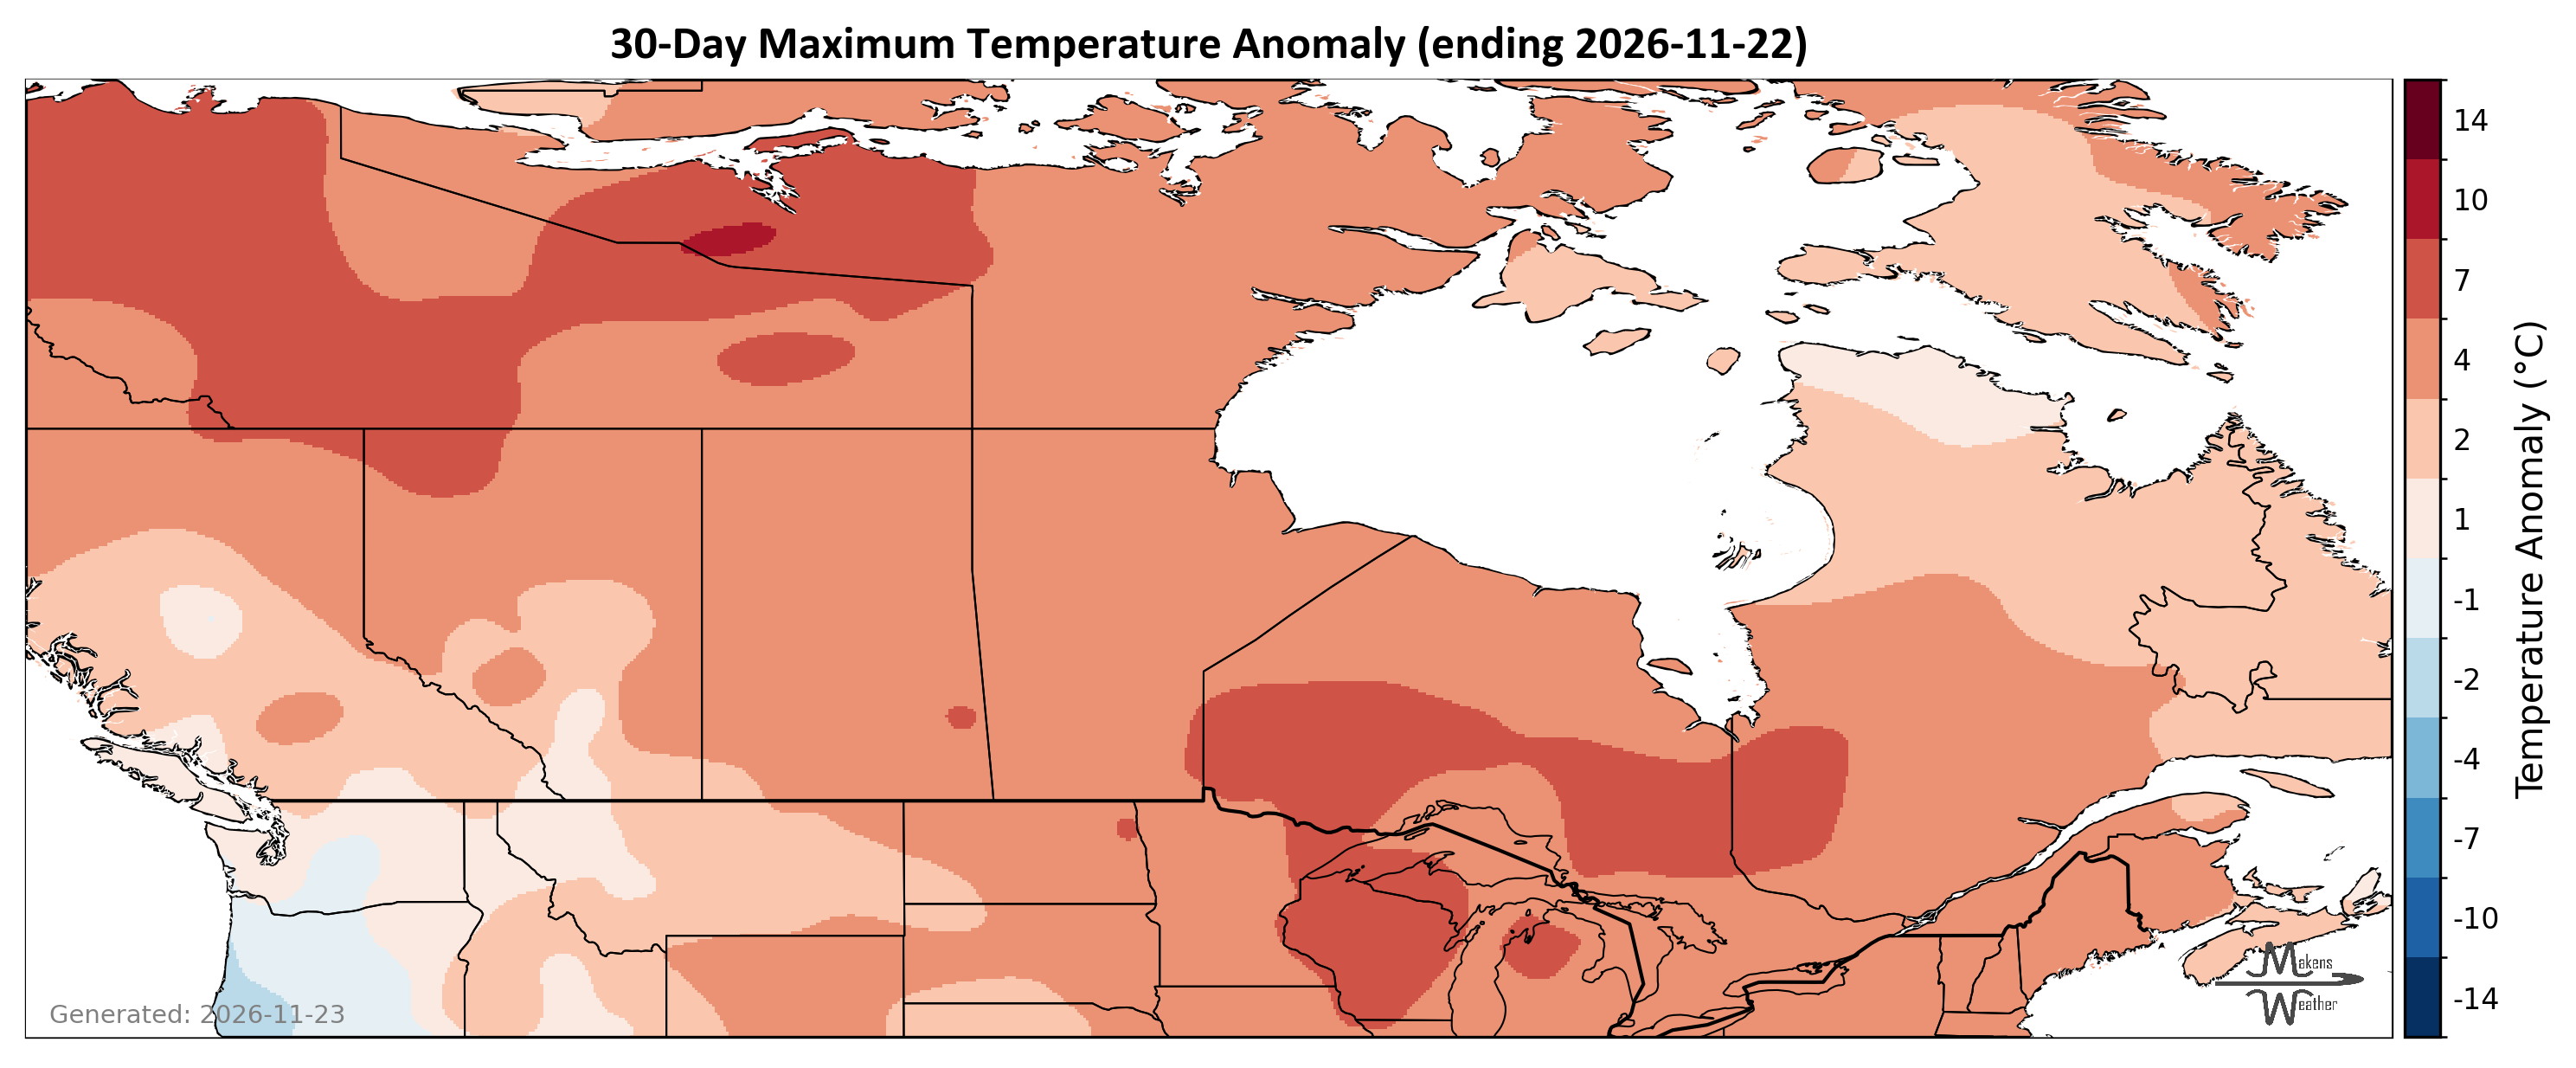 30-Day Maximum Temperature Anomaly (ending 2026-11-22)
14
10
7
4
2
1
-1
-2
-4
-7
-10
-14
Temperature Anomaly (°C)
Generated: 2026-11-23
Makens
Weather